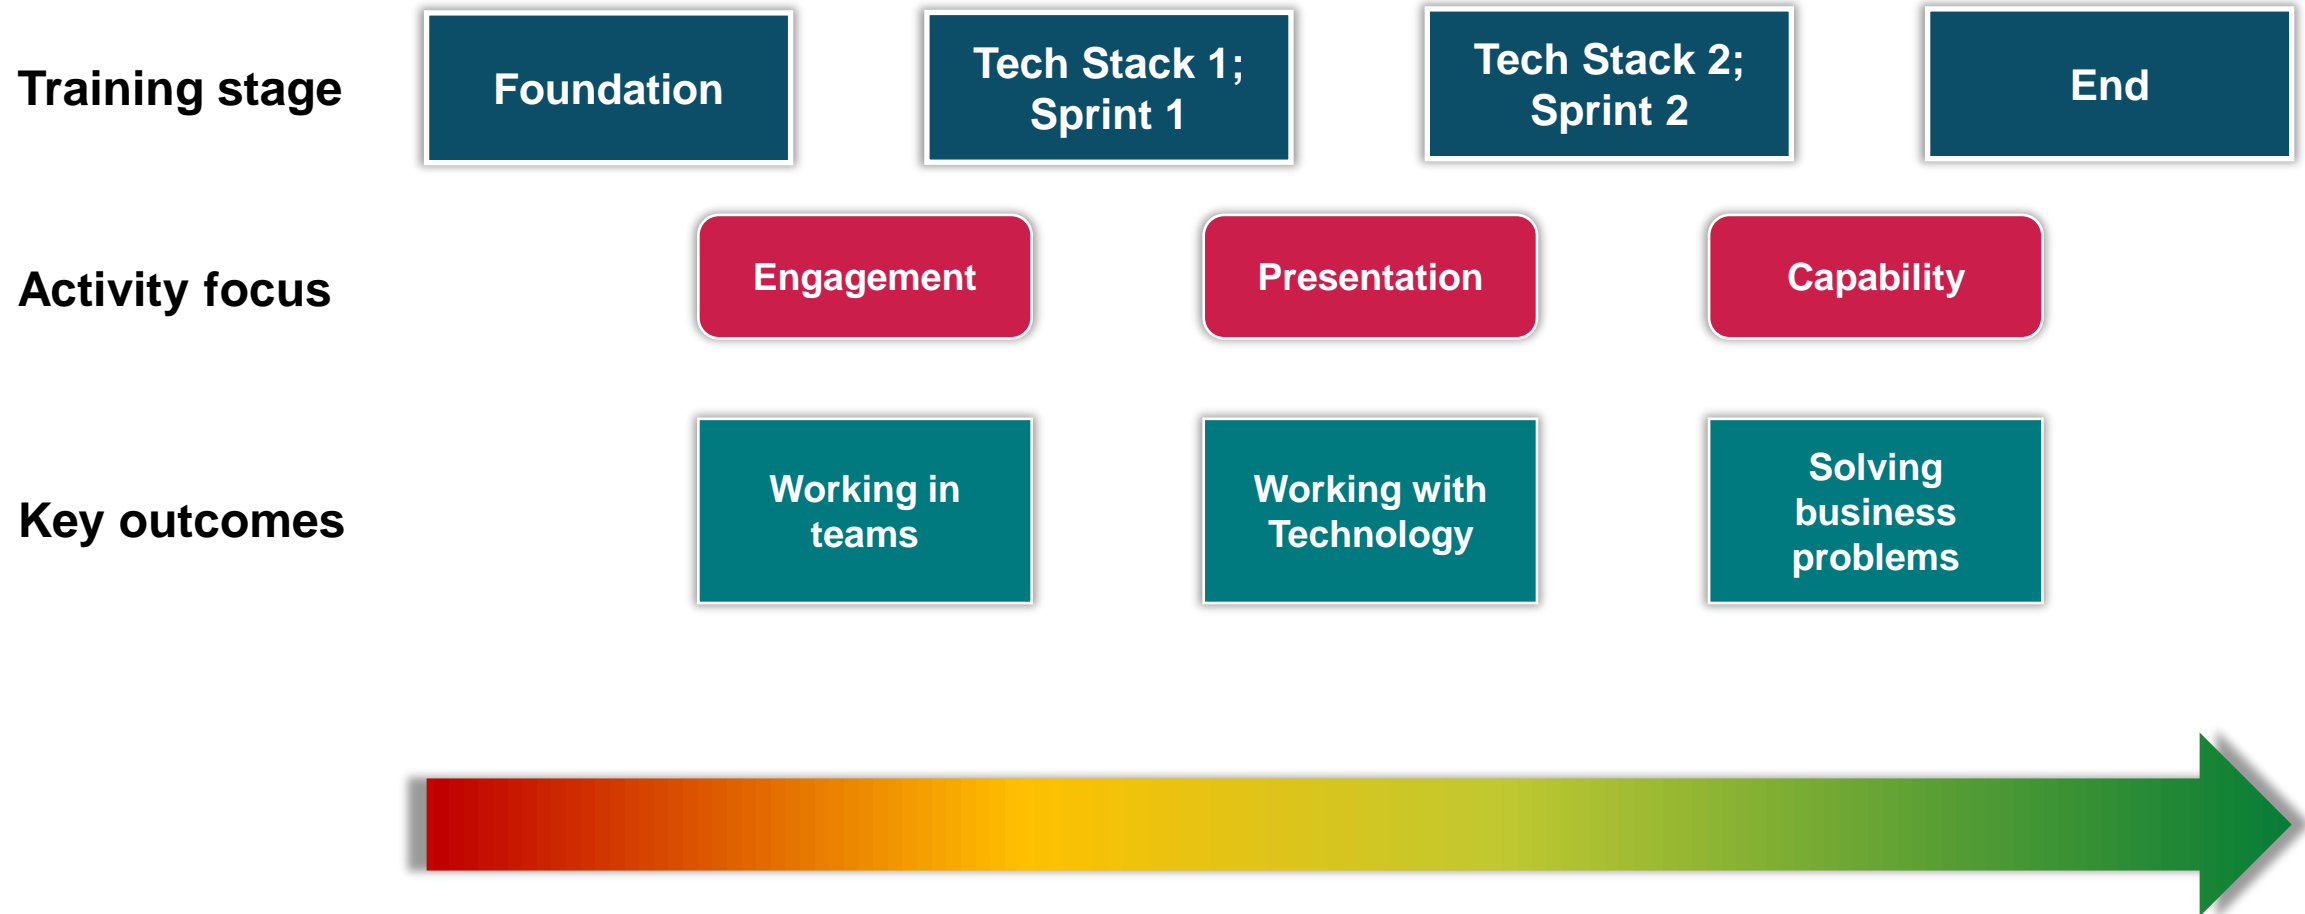 Training stage
Foundation
Tech Stack 1;
Sprint 1
Tech Stack 2;
Sprint 2
End
Activity focus
Engagement
Presentation
Capability
Key outcomes
Working in
teams
Working with
Technology
Solving
business
problems